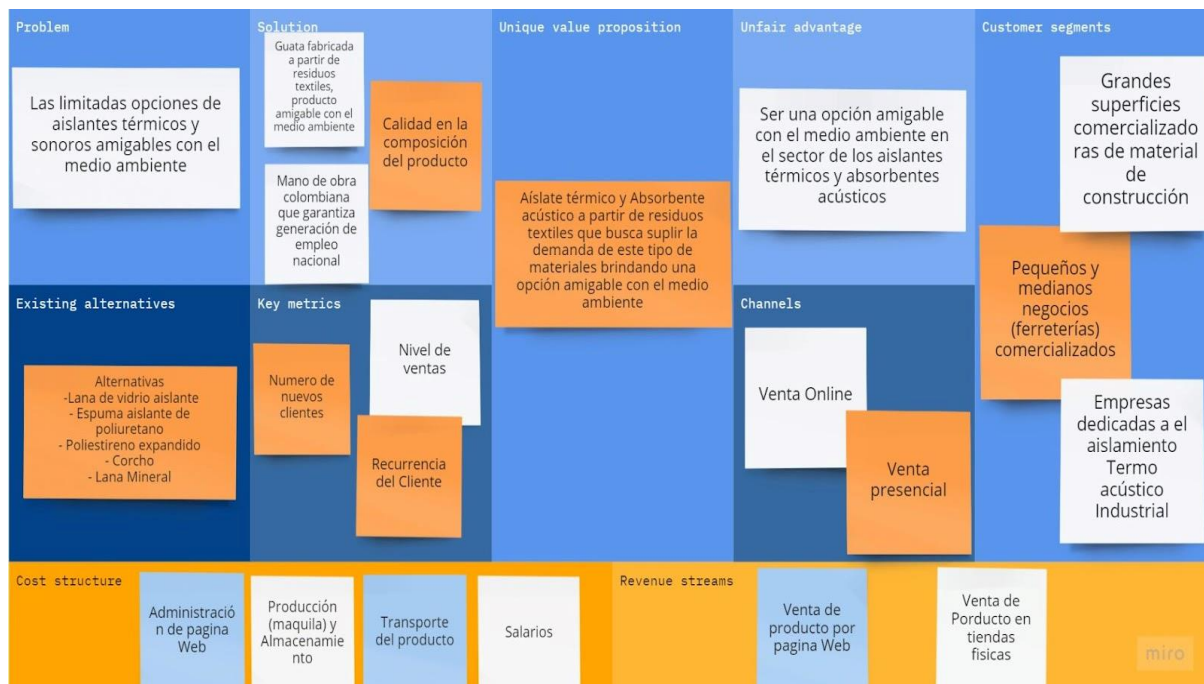 Problem
Las limitadas opciones de
aislantes térmicos y
sonoros amigables con el
medio ambiente
Solution
Guata fabricada
a partir de
residuos
textiles,
producto
amigable con el
medio ambiente
Calidad en la
composición
del producto
Mano de obra
colombiana
que garantiza
generación de
empleo
nacional
Unique value proposition
Aíslate térmico y Absorbente
acústico a partir de residuos
textiles que busca suplir la
demanda de este tipo de
materiales brindando una
opción amigable con el medio
ambiente
Unfair advantage
Ser una opción amigable
con el medio ambiente en
el sector de los aislantes
térmicos y absorbentes
acústicos
Customer segments
Grandes
superficies
comercializado
ras de material
de
construcción
Pequeños y
medianos
negocios
(ferreterías)
comercializados
Empresas
dedicadas a el
aislamiento
Termo
acústico
Industrial
Existing alternatives
Alternativas
-Lana de vidrio aislante
- Espuma aislante de
poliuretano
- Poliestireno expandido
- Corcho
- Lana Mineral
Key metrics
Nivel de
ventas
Numero de
nuevos
clientes
Recurrencia
del Cliente
Channels
Venta Online
Venta
presencial
Cost structure
Administració
n de pagina
Web
Producción
(maquila) y
Almacenamie
nto
Transporte
del producto
Salarios
Revenue streams
Venta de
producto por
pagina Web
Venta de
Porducto en
tiendas
fisicas
miro